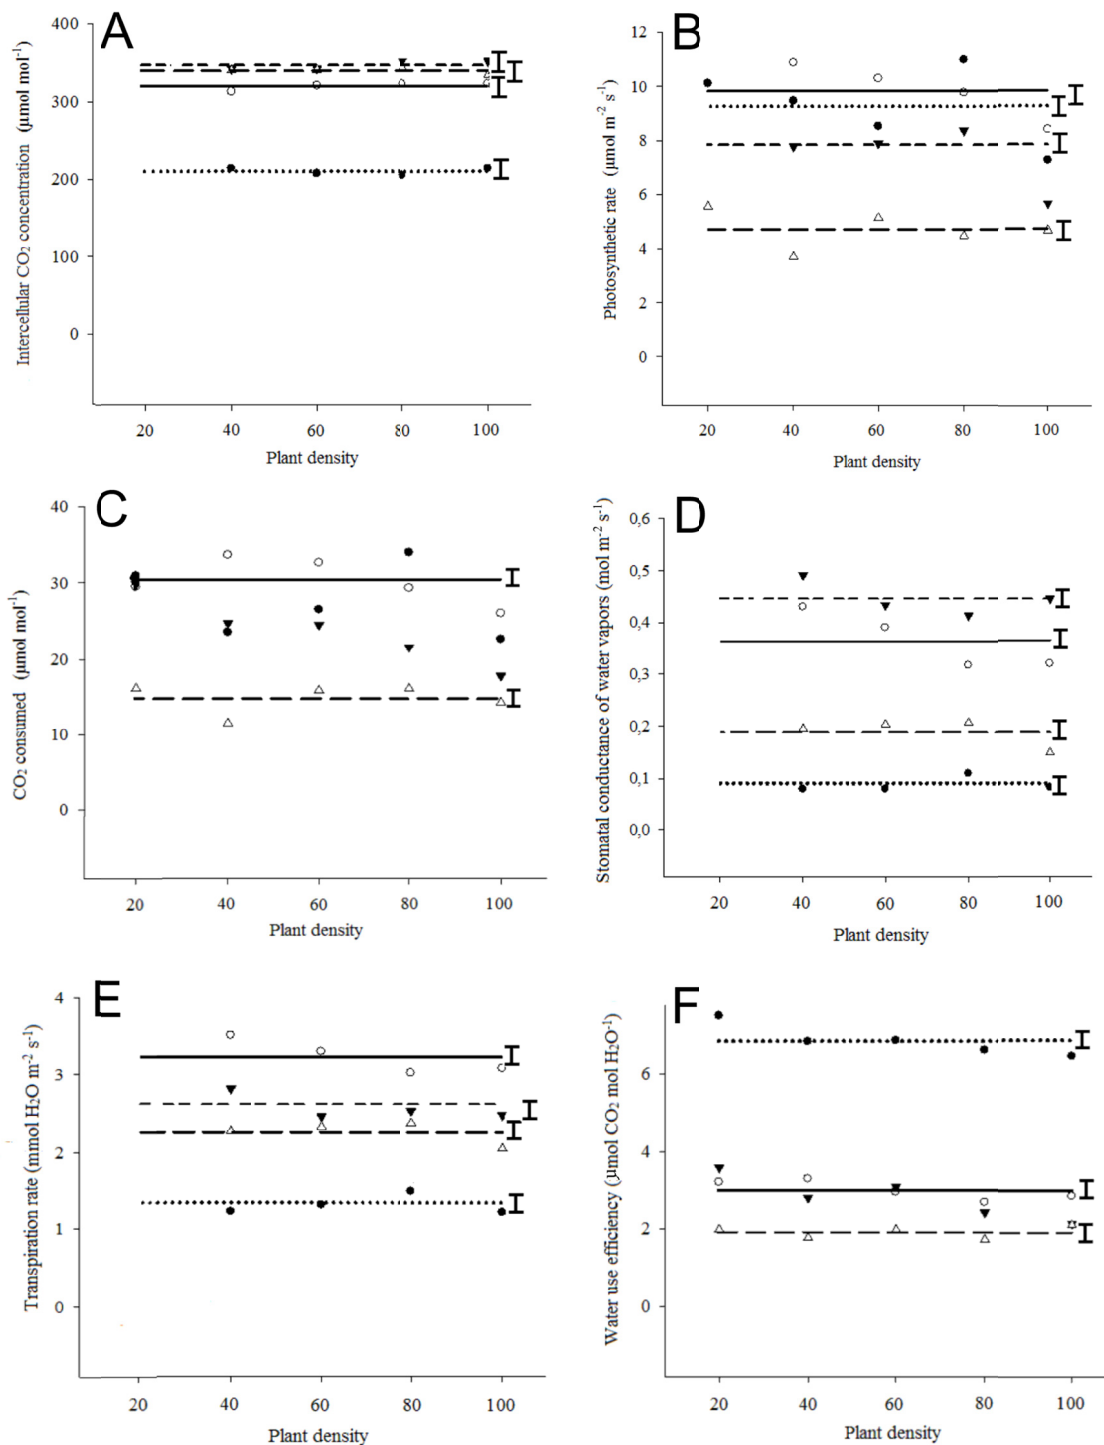 A
Intercellular CO₂ concentration (µmol mol⁻¹)
400
300
200
100
0
20 40 60 80 100
Plant density
B
Photosynthetic rate (µmol m⁻² s⁻¹)
12
10
8
6
4
2
0
20 40 60 80 100
Plant density
C
CO₂ consumed (µmol mol⁻¹)
40
30
20
10
0
20 40 60 80 100
Plant density
D
Stomatal conductance of water vapors (mol m⁻² s⁻¹)
0,6
0,5
0,4
0,3
0,2
0,1
0,0
20 40 60 80 100
Plant density
E
Transpiration rate (mmol H₂O m⁻² s⁻¹)
4
3
2
1
0
20 40 60 80 100
Plant density
F
Water use efficiency (µmol CO₂ mol H₂O⁻¹)
6
4
2
0
20 40 60 80 100
Plant density